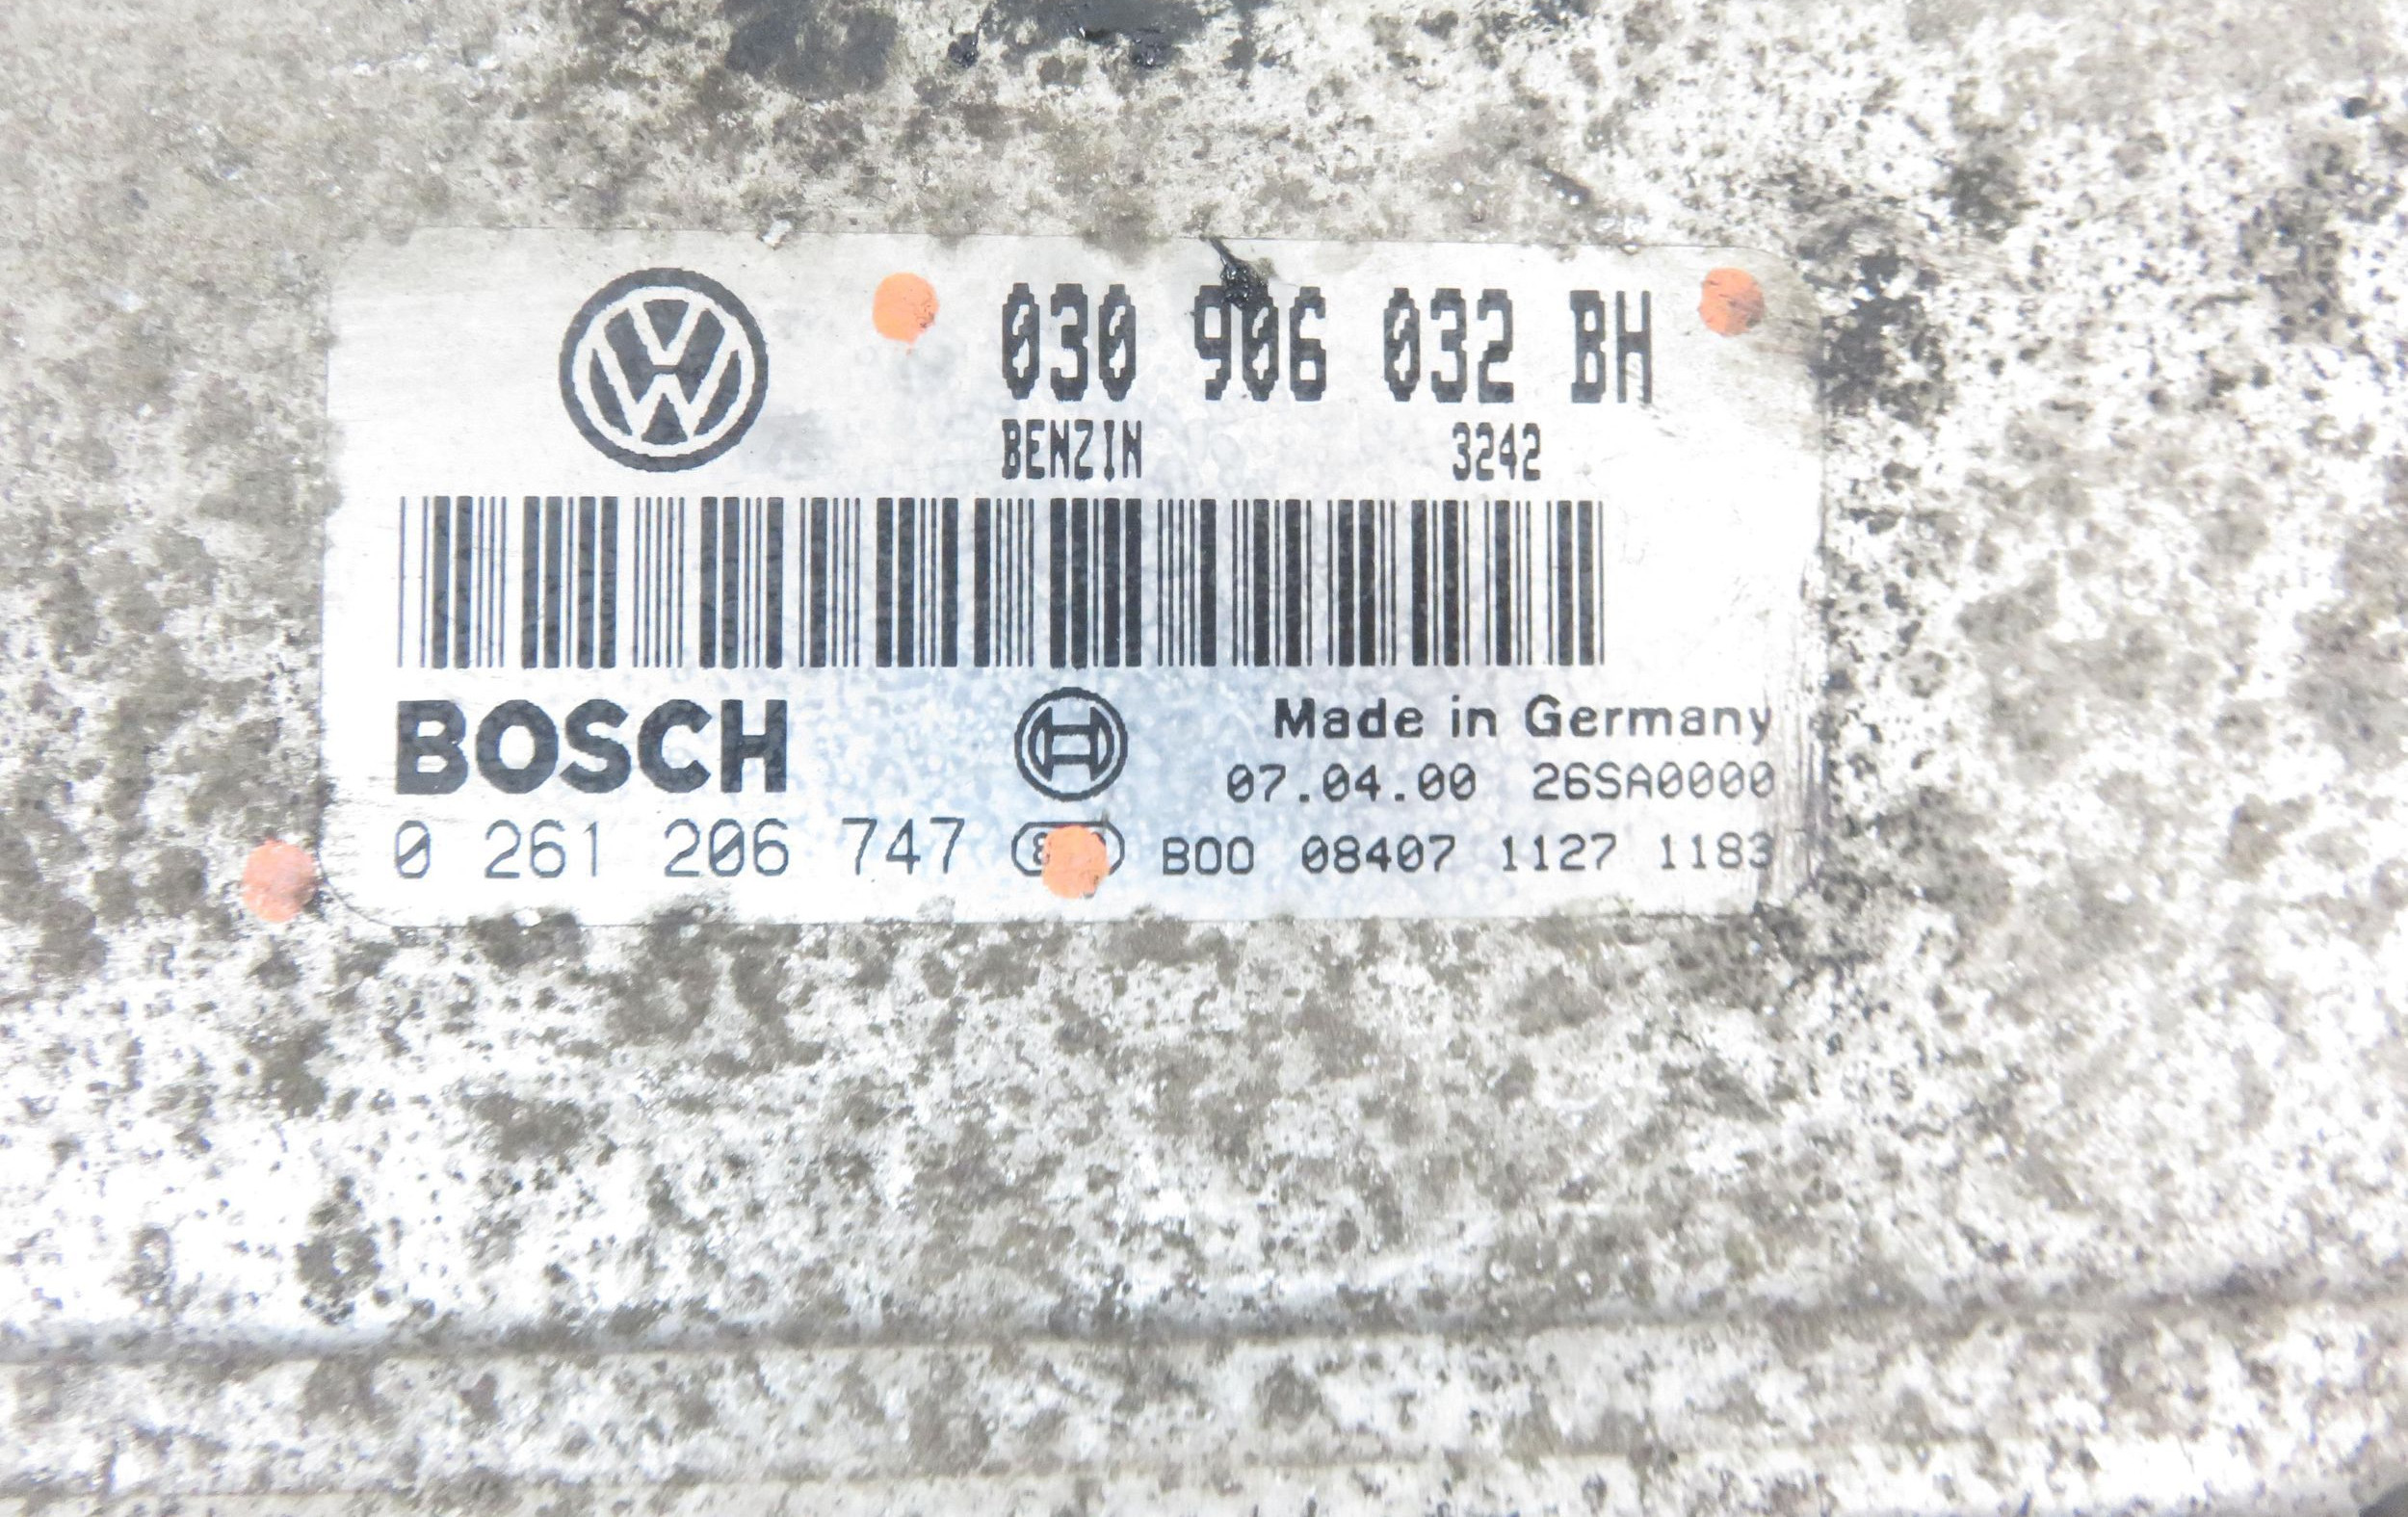 030 906 032 BH
BENZIN 3242
BOSCH
Made in Germany
07.04.00 26SA0000
0 261 206 747 B00 08407 1127 1183